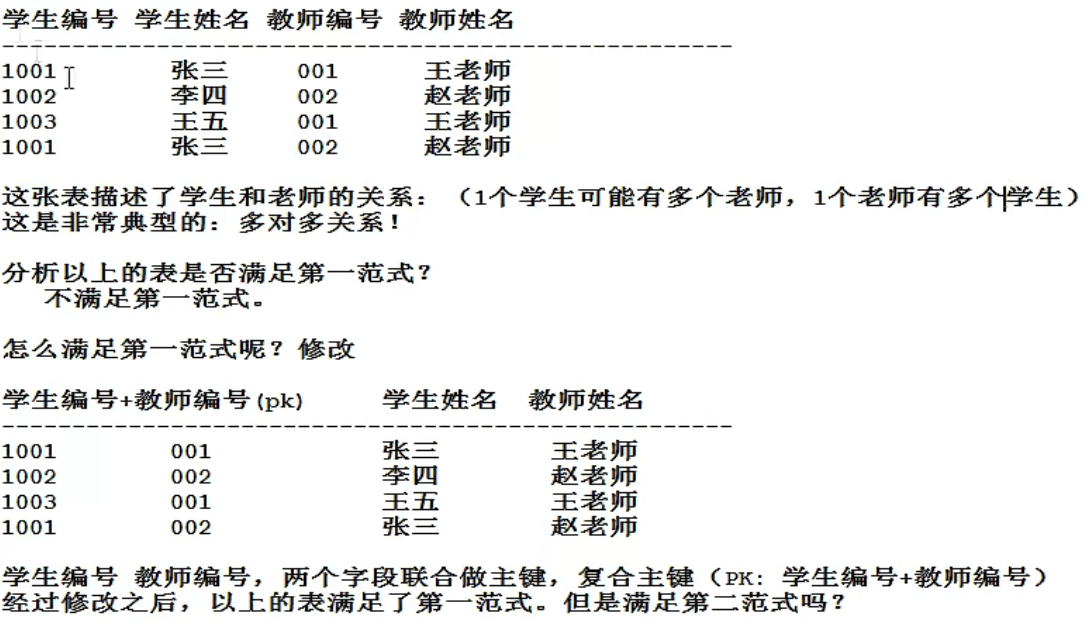 学生编号 学生姓名 教师编号 教师姓名
----------------------------------------------------
1001 张三 001 王老师
1002 李四 002 赵老师
1003 王五 001 王老师
1001 张三 002 赵老师
这张表描述了学生和老师的关系：（1个学生可能有多个老师，1个老师有多个学生）
这是非常典型的：多对多关系！
分析以上的表是否满足第一范式？
不满足第一范式。
怎么满足第一范式呢？修改
学生编号+教师编号(pk) 学生姓名 教师姓名
----------------------------------------------------
1001 001 张三 王老师
1002 002 李四 赵老师
1003 001 王五 王老师
1001 002 张三 赵老师
学生编号 教师编号，两个字段联合做主键，复合主键（PK: 学生编号+教师编号）
经过修改之后，以上的表满足了第一范式。但是满足第二范式吗？